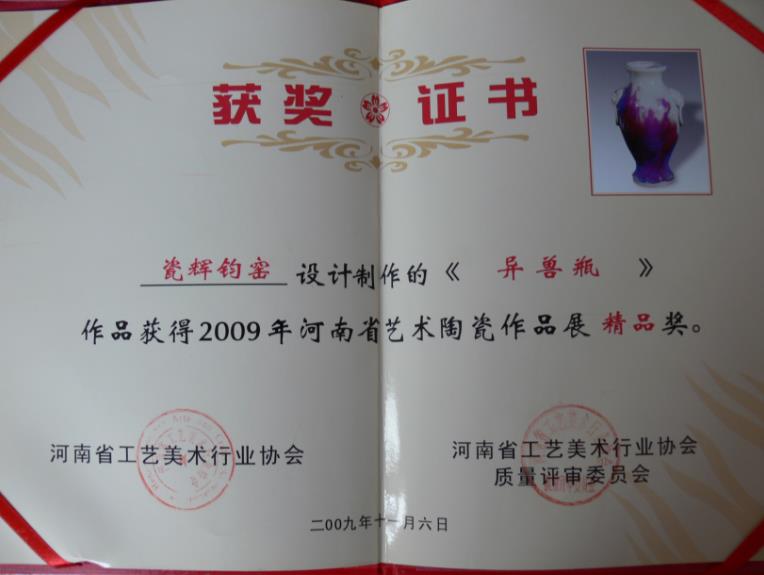 获奖证书
瓷辉钧窑 设计制作的《 异兽瓶 》
作品获得2009年河南省艺术陶瓷作品展 精品奖。
河南省工艺美术行业协会
河南省工艺美术行业协会
质量评审委员会
二00九年十一月六日